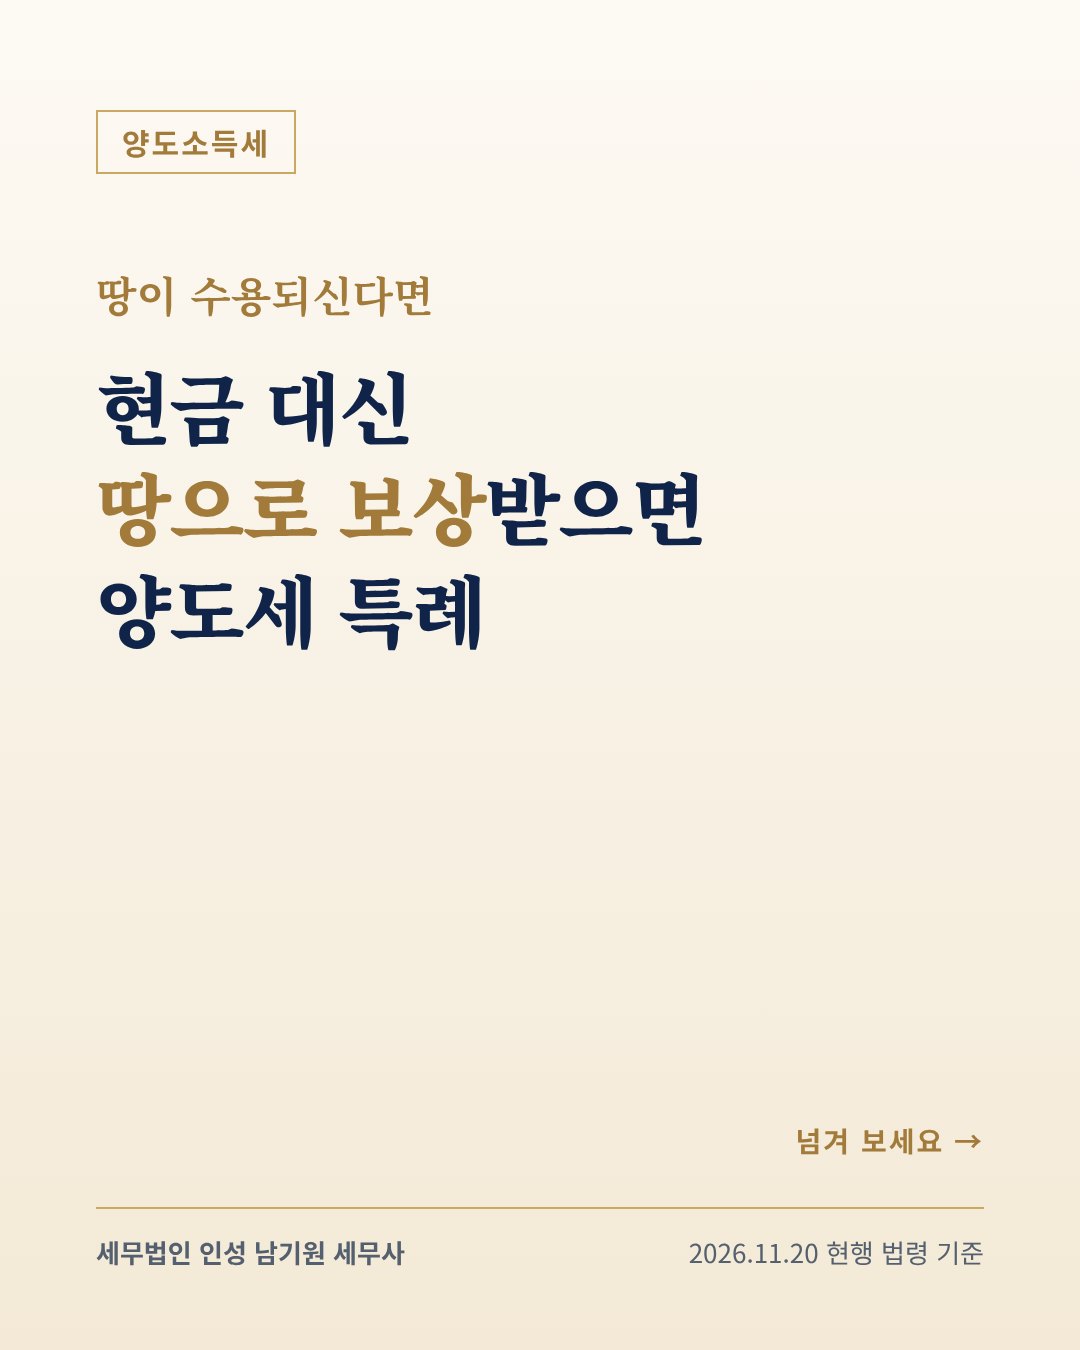 양도소득세
땅이 수용되신다면
현금 대신
땅으로 보상받으면
양도세 특례
넘겨 보세요 →
세무법인 인성 남기원 세무사
2026.11.20 현행 법령 기준